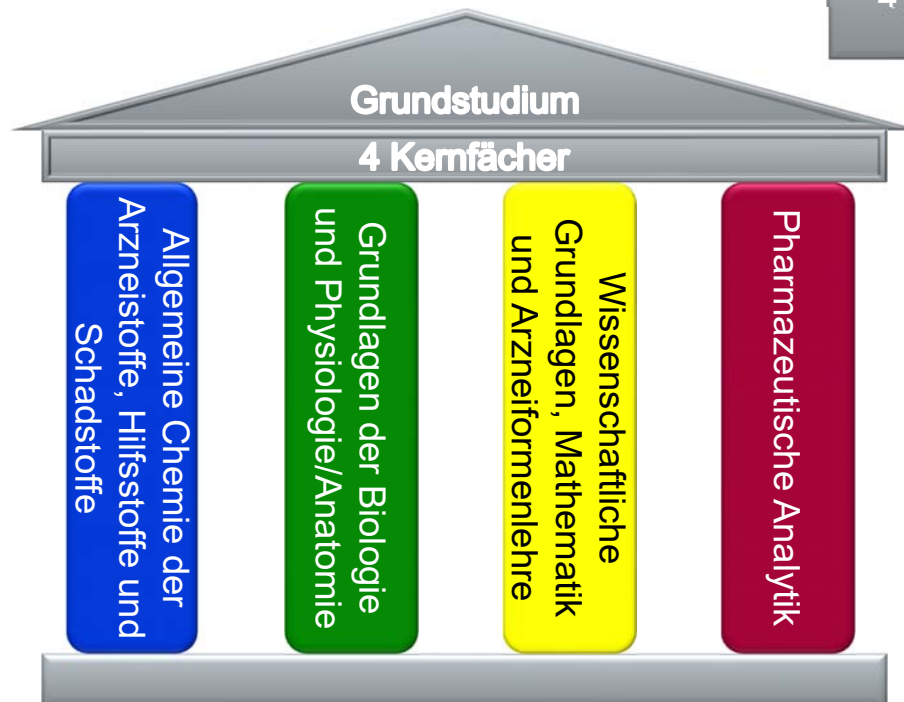 Grundstudium
4 Kernfächer
Allgemeine Chemie der
Arzneistoffe, Hilfsstoffe und
Schadstoffe
Grundlagen der Biologie
und Physiologie/Anatomie
Wissenschaftliche
Grundlagen, Mathematik
und Arzneiformenlehre
Pharmazeutische Analytik